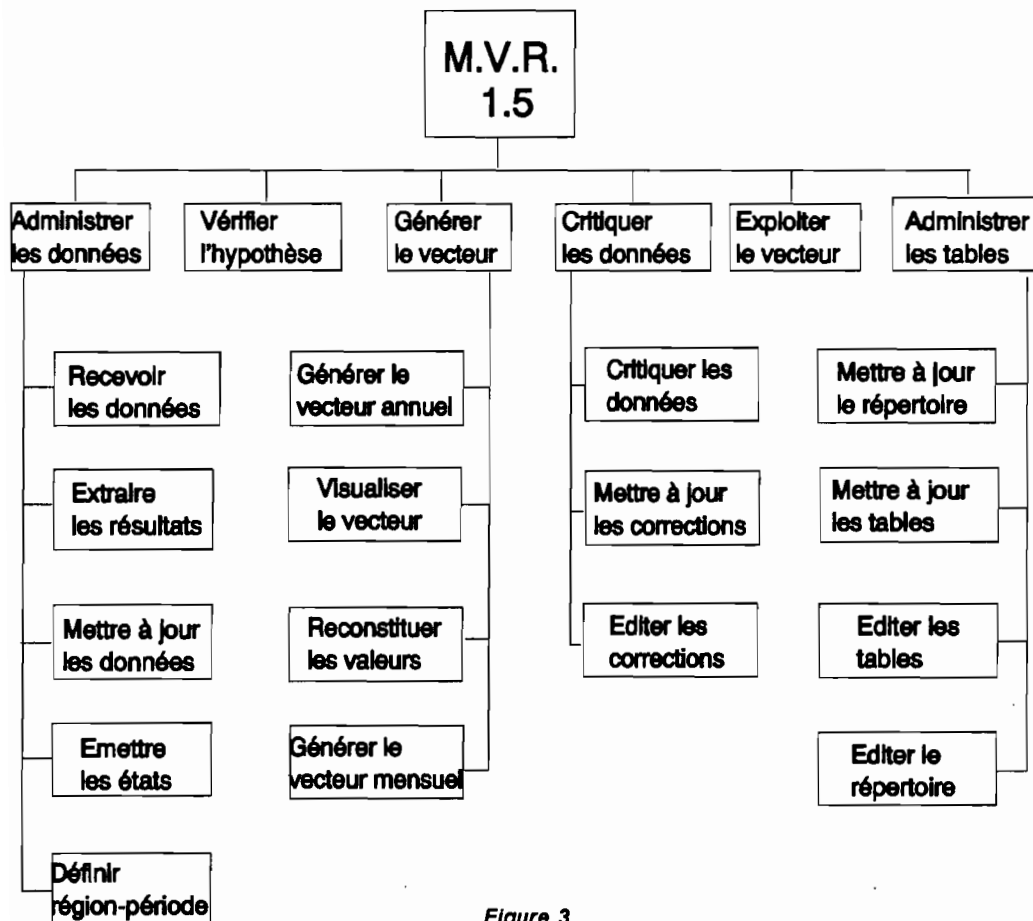 M.V.R.
1.5
Administrer
les données
Vérifier
l'hypothèse
Générer
le vecteur
Critiquer
les données
Exploiter
le vecteur
Administrer
les tables
Recevoir
les données
Extraire
les résultats
Mettre à jour
les données
Emettre
les états
Définir
région-période
Générer le
vecteur annuel
Visualiser
le vecteur
Reconstituer
les valeurs
Générer le
vecteur mensuel
Critiquer les
données
Mettre à jour
les corrections
Editer les
corrections
Mettre à jour
le répertoire
Mettre à jour
les tables
Editer les
tables
Editer le
répertoire
Figure 3